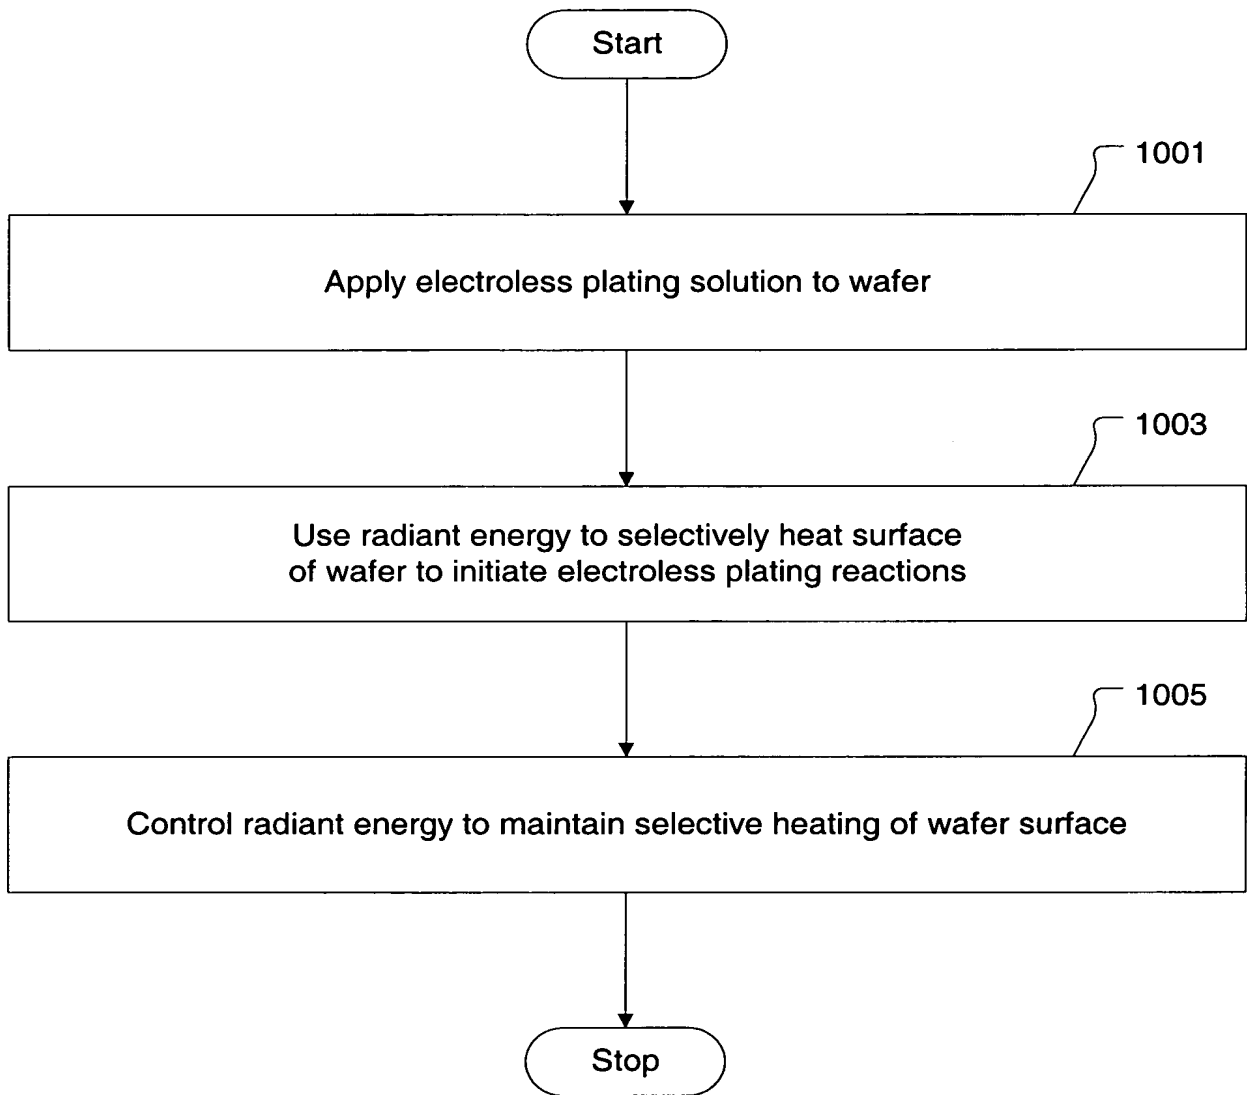 Start
1001
Apply electroless plating solution to wafer
1003
Use radiant energy to selectively heat surface
of wafer to initiate electroless plating reactions
1005
Control radiant energy to maintain selective heating of wafer surface
Stop